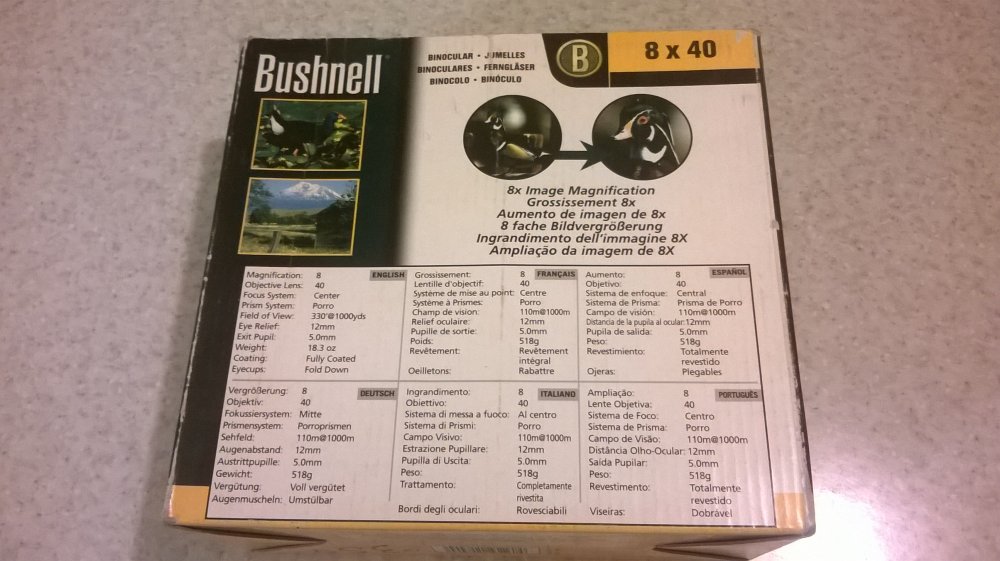 Bushnell
BINOCULAR • JUMELLES
BINOCULARES • FERNGLÄSER
BINOCOLO • BINÓCULO
B
8 x 40
8x Image Magnification
Grossissement 8x
Aumento de imagen de 8x
8 fache Bildvergrößerung
Ingrandimento dell'immagine 8X
Ampliação da imagem de 8X
ENGLISH
Magnification: 8
Objective Lens: 40
Focus System: Center
Prism System: Porro
Field of View: 330'@1000yds
Eye Relief: 12mm
Exit Pupil: 5.0mm
Weight: 18.3 oz
Coating: Fully Coated
Eyecups: Fold Down
FRANÇAIS
Grossissement: 8
Lentille d'objectif: 40
Système de mise au point: Centre
Système à Prismes: Porro
Champ de vision: 110m@1000m
Relief oculaire: 12mm
Pupille de sortie: 5.0mm
Poids: 518g
Revêtement: Revêtement
intégral
Oeilletons: Rabattre
ESPAÑOL
Aumento: 8
Objetivo: 40
Sistema de enfoque: Central
Sistema de Prisma: Prisma de Porro
Campo de visión: 110m@1000m
Distancia de la pupila al ocular: 12mm
Pupila de salida: 5.0mm
Peso: 518g
Revestimiento: Totalmente
revestido
Ojeras: Plegables
DEUTSCH
Vergrößerung: 8
Objektiv: 40
Fokussiersystem: Mitte
Prismensystem: Porroprismen
Sehfeld: 110m@1000m
Augenabstand: 12mm
Austrittpupille: 5.0mm
Gewicht: 518g
Vergütung: Voll vergütet
Augenmuscheln: Umstülbar
ITALIANO
Ingrandimento: 8
Obiettivo: 40
Sistema di messa a fuoco: Al centro
Sistema di Prismi: Porro
Campo Visivo: 110m@1000m
Estrazione Pupillare: 12mm
Pupilla di Uscita: 5.0mm
Peso: 518g
Trattamento: Completamente
rivestita
Bordi degli oculari: Rovesciabili
PORTUGUÊS
Ampliação: 8
Lente Objetiva: 40
Sistema de Foco: Centro
Sistema de Prisma: Porro
Campo de Visão: 110m@1000m
Distância Olho-Ocular: 12mm
Saída Pupilar: 5.0mm
Peso: 518g
Revestimento: Totalmente
revestido
Viseiras: Dobrável